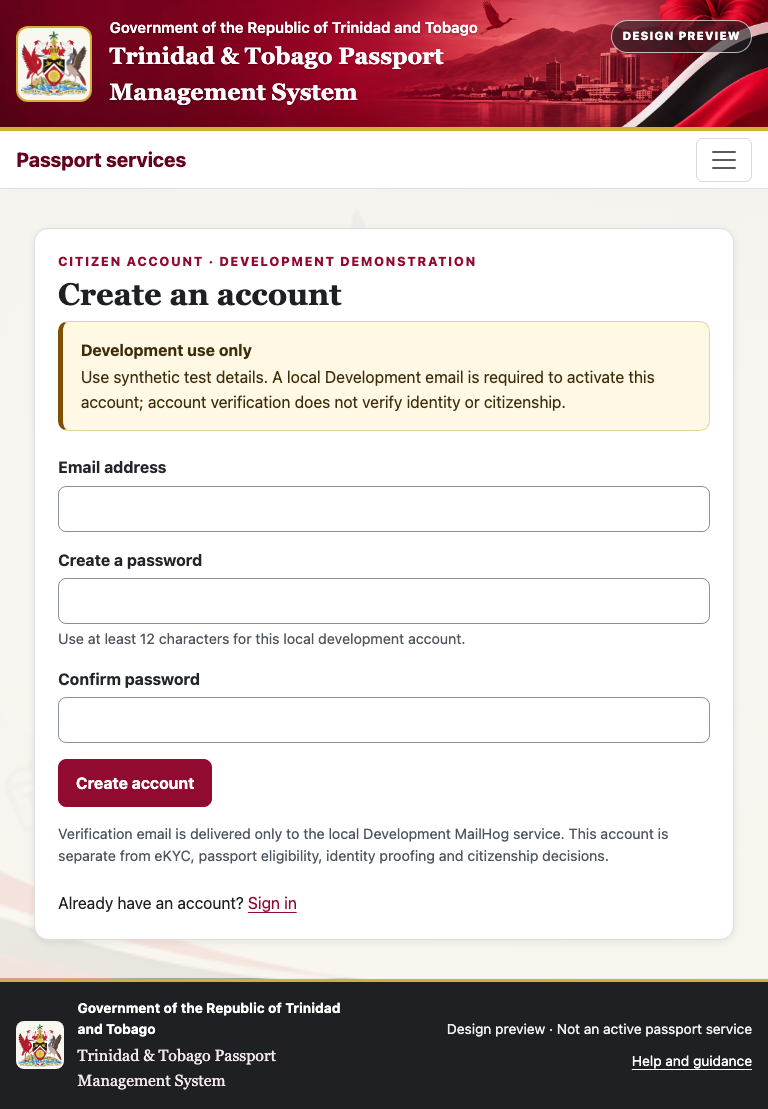 Government of the Republic of Trinidad and Tobago
Trinidad & Tobago Passport
Management System
DESIGN PREVIEW
Passport services
CITIZEN ACCOUNT · DEVELOPMENT DEMONSTRATION
Create an account
Development use only
Use synthetic test details. A local Development email is required to activate this
account; account verification does not verify identity or citizenship.
Email address
Create a password
Use at least 12 characters for this local development account.
Confirm password
Create account
Verification email is delivered only to the local Development MailHog service. This account is
separate from eKYC, passport eligibility, identity proofing and citizenship decisions.
Already have an account? Sign in
Government of the Republic of Trinidad
and Tobago
Trinidad & Tobago Passport
Management System
Design preview · Not an active passport service
Help and guidance